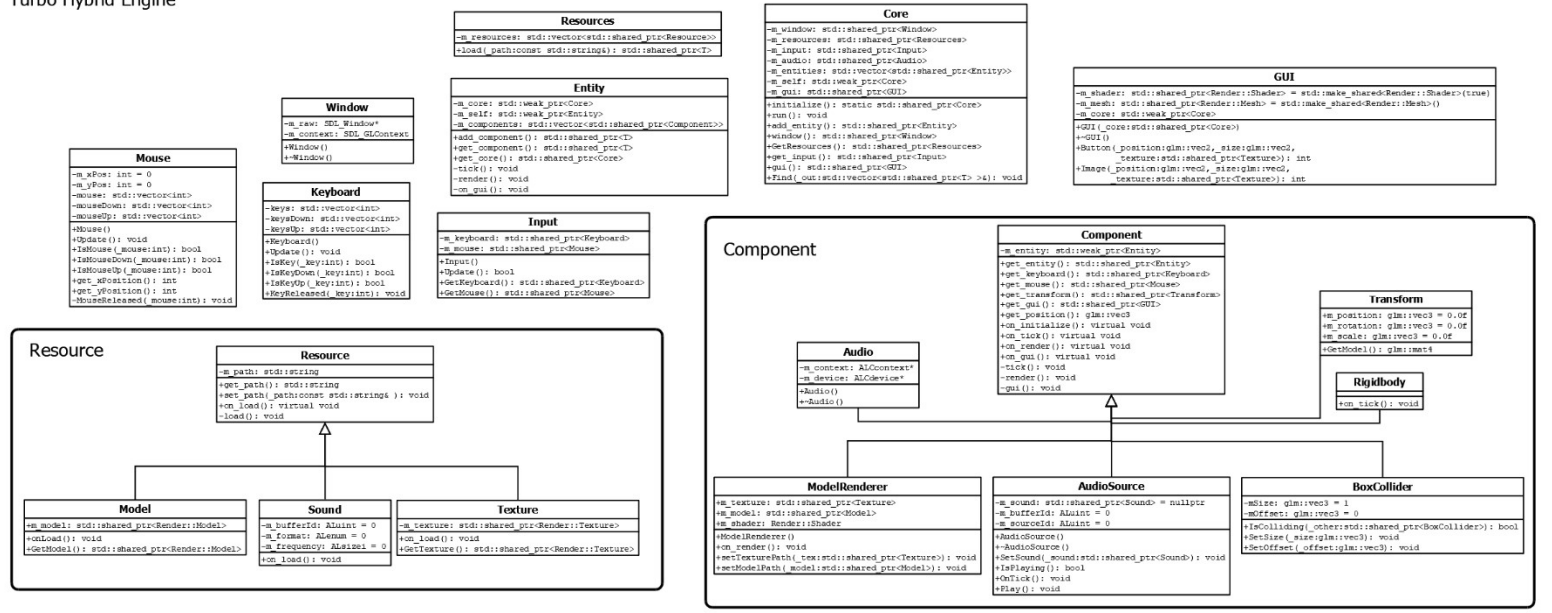 Turbo Hybrid Engine
Resources
-m_resources: std::vector<std::shared_ptr<Resource>>
+load(_path:const std::string&): std::shared_ptr<T>
Core
-m_window: std::shared_ptr<Window>
-m_resources: std::shared_ptr<Resources>
-m_input: std::shared_ptr<Input>
-m_audio: std::shared_ptr<Audio>
-m_entities: std::vector<std::shared_ptr<Entity>>
-m_self: std::weak_ptr<Core>
-m_gui: std::shared_ptr<GUI>
+initialize(): static std::shared_ptr<Core>
+run(): void
+add_entity(): std::shared_ptr<Entity>
+window(): std::shared_ptr<Window>
+GetResources(): std::shared_ptr<Resources>
+get_input(): std::shared_ptr<Input>
+gui(): std::shared_ptr<GUI>
+Find(_out:std::vector<std::shared_ptr<T> >&): void
GUI
-m_shader: std::shared_ptr<Render::Shader> = std::make_shared<Render::Shader>(true)
-m_mesh: std::shared_ptr<Render::Mesh> = std::make_shared<Render::Mesh>()
-m_core: std::weak_ptr<Core>
+GUI(_core:std::shared_ptr<Core>)
+~GUI()
+Button(_position:glm::vec2,_size:glm::vec2,
_texture:std::shared_ptr<Texture>): int
+Image(_position:glm::vec2,_size:glm::vec2,
_texture:std::shared_ptr<Texture>): int
Entity
-m_core: std::weak_ptr<Core>
-m_self: std::weak_ptr<Entity>
-m_components: std::vector<std::shared_ptr<Component>>
+add_component(): std::shared_ptr<T>
+get_component(): std::shared_ptr<T>
+get_core(): std::shared_ptr<Core>
-tick(): void
-render(): void
-on_gui(): void
Window
-m_raw: SDL_Window*
-m_context: SDL_GLContext
+Window()
+~Window()
Mouse
-m_xPos: int = 0
-m_yPos: int = 0
-mouse: std::vector<int>
-mouseDown: std::vector<int>
-mouseUp: std::vector<int>
+Mouse()
+Update(): void
+IsMouse(_mouse:int): bool
+IsMouseDown(_mouse:int): bool
+IsMouseUp(_mouse:int): bool
+get_xPosition(): int
+get_yPosition(): int
-MouseReleased(_mouse:int): void
Keyboard
-keys: std::vector<int>
-keysDown: std::vector<int>
-keysUp: std::vector<int>
+Keyboard()
+Update(): void
+IsKey(_key:int): bool
+IsKeyDown(_key:int): bool
+IsKeyUp(_key:int): bool
+KeyReleased(_key:int): void
Input
-m_keyboard: std::shared_ptr<Keyboard>
-m_mouse: std::shared_ptr<Mouse>
+Input()
+Update(): bool
+GetKeyboard(): std::shared_ptr<Keyboard>
+GetMouse(): std::shared_ptr<Mouse>
Resource
Resource
-m_path: std::string
+get_path(): std::string
+set_path(_path:const std::string& ): void
+on_load(): virtual void
-load(): void
Model
+m_model: std::shared_ptr<Render::Model>
+onLoad(): void
+GetModel(): std::shared_ptr<Render::Model>
Sound
-m_bufferId: ALuint = 0
-m_format: ALenum = 0
-m_frequency: ALsizei = 0
+on_load(): void
Texture
-m_texture: std::shared_ptr<Render::Texture>
+on_load(): void
+GetTexture(): std::shared_ptr<Render::Texture>
Component
Component
-m_entity: std::weak_ptr<Entity>
+get_entity(): std::shared_ptr<Entity>
+get_keyboard(): std::shared_ptr<Keyboard>
+get_mouse(): std::shared_ptr<Mouse>
+get_transform(): std::shared_ptr<Transform>
+get_gui(): std::shared_ptr<GUI>
+get_position(): glm::vec3
+on_initialize(): virtual void
+on_tick(): virtual void
+on_render(): virtual void
+on_gui(): virtual void
-tick(): void
-render(): void
-gui(): void
Audio
-m_context: ALCcontext*
-m_device: ALCdevice*
+Audio()
+~Audio()
Transform
+m_position: glm::vec3 = 0.0f
+m_rotation: glm::vec3 = 0.0f
+m_scale: glm::vec3 = 0.0f
+GetModel(): glm::mat4
Rigidbody
+on_tick(): void
ModelRenderer
+m_texture: std::shared_ptr<Texture>
+m_model: std::shared_ptr<Model>
+m_shader: Render::Shader
+ModelRenderer()
+on_render(): void
+setTexturePath(_tex:std::shared_ptr<Texture>): void
+setModelPath(_model:std::shared_ptr<Model>): void
AudioSource
-m_sound: std::shared_ptr<Sound> = nullptr
-m_bufferId: ALuint = 0
-m_sourceId: ALuint = 0
+AudioSource()
+~AudioSource()
+SetSound(_sound:std::shared_ptr<Sound>): void
+IsPlaying(): bool
+OnTick(): void
+Play(): void
BoxCollider
-mSize: glm::vec3 = 1
-mOffset: glm::vec3 = 0
+IsColliding(_other:std::shared_ptr<BoxCollider>): bool
+SetSize(_size:glm::vec3): void
+SetOffset(_offset:glm::vec3): void